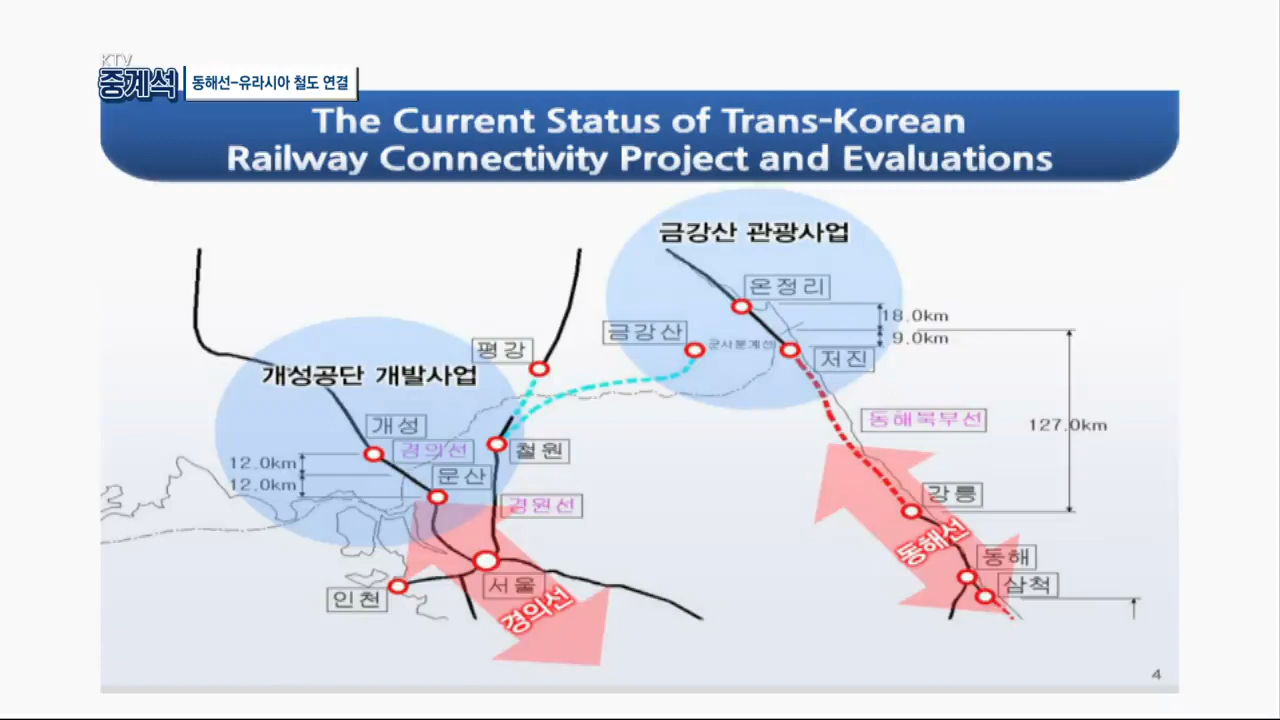 KTV
중계석
동해선-유라시아 철도 연결
The Current Status of Trans-Korean
Railway Connectivity Project and Evaluations
금강산 관광사업
온정리
18.0km
금강산
군사분계선
9.0km
평강
저진
개성공단 개발사업
개성
동해북부선
127.0km
경의선
철원
12.0km
문산
12.0km
강릉
경원선
동해선
동해
서울
삼척
인천
경의선
4